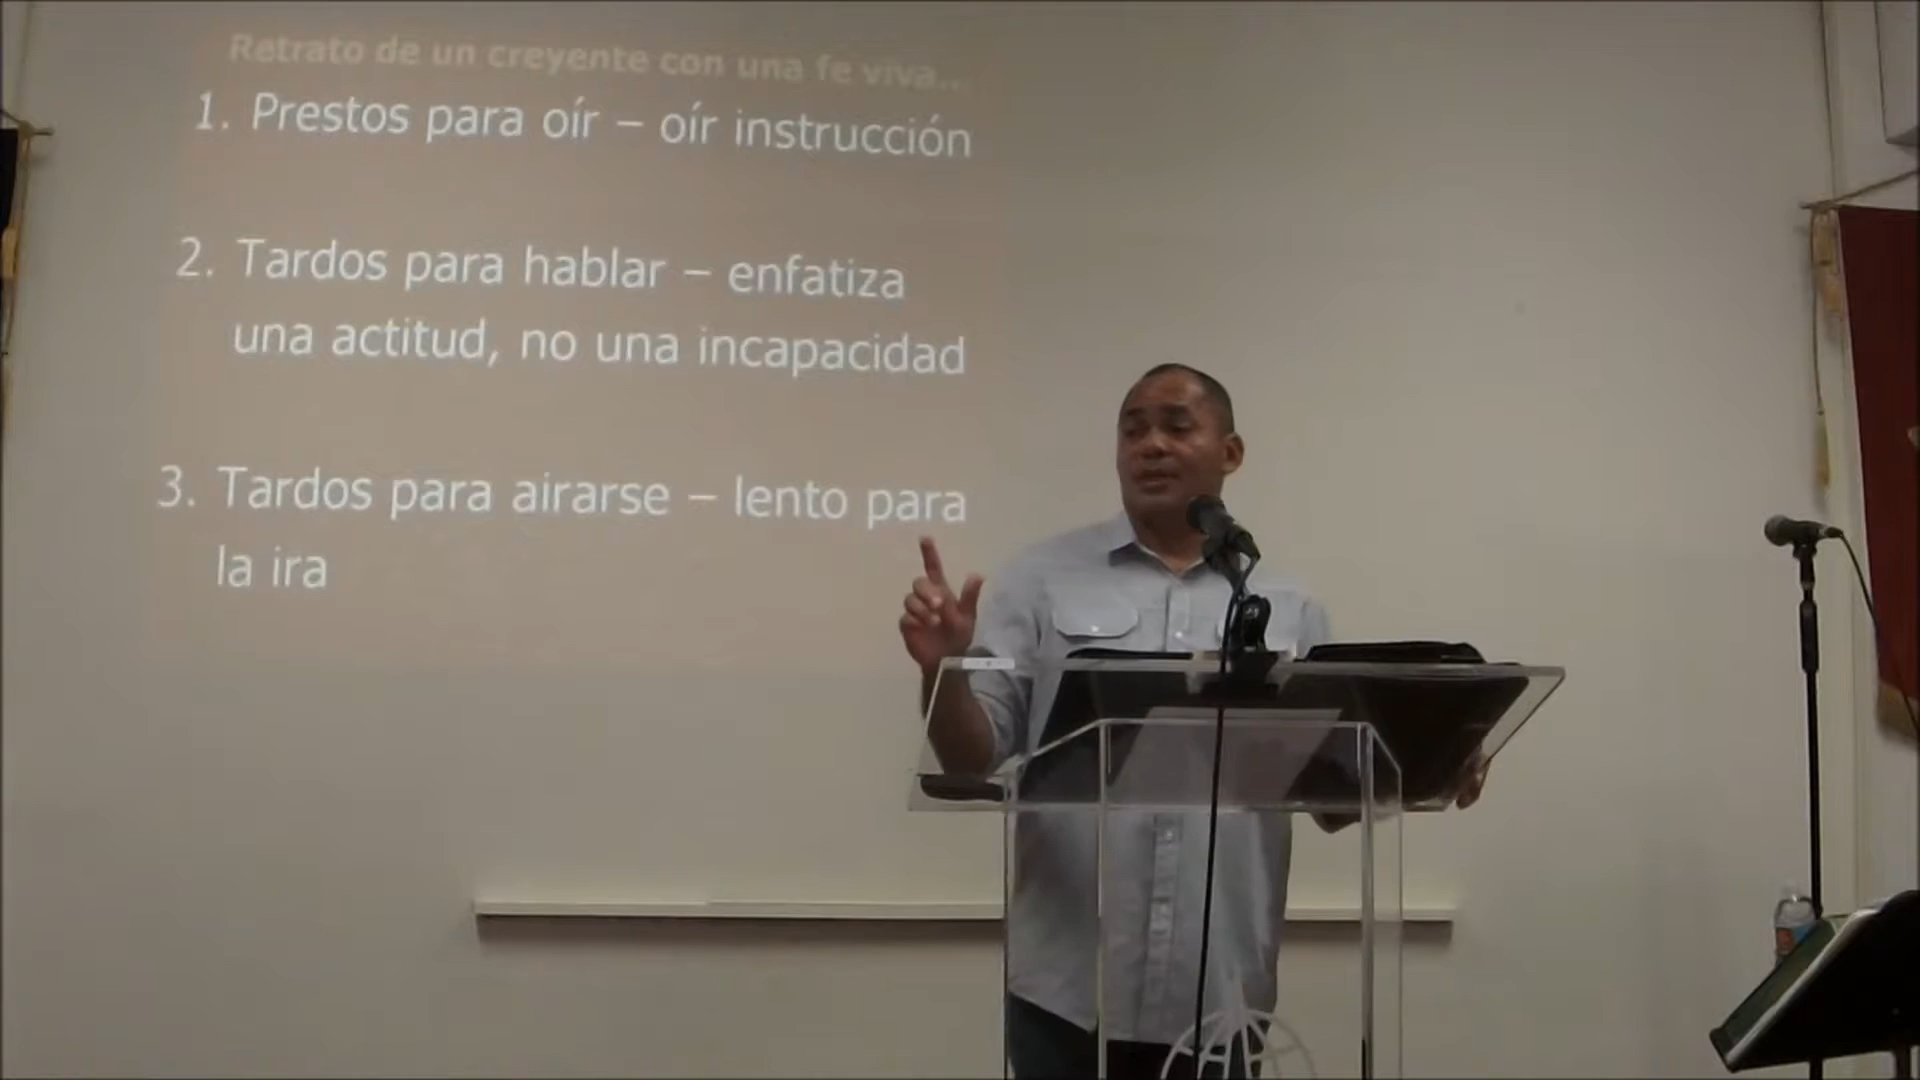 Retrato de un creyente con una fe viva...
1. Prestos para oír – oír instrucción
2. Tardos para hablar – enfatiza
una actitud, no una incapacidad
3. Tardos para airarse – lento para
la ira